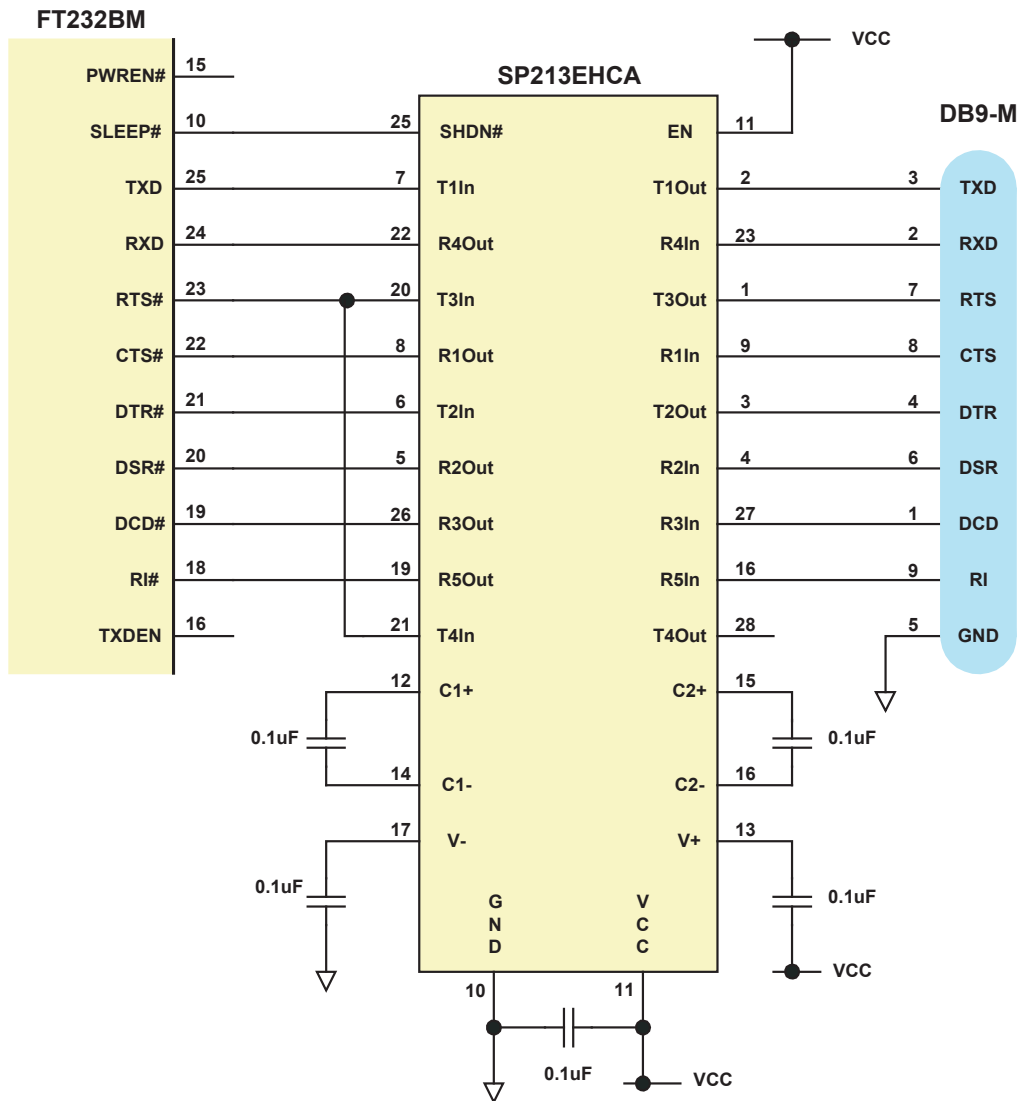 FT232BM
VCC
PWREN# 15
SP213EHCA
SLEEP# 10 25 SHDN# EN 11
DB9-M
TXD 25 7 T1In T1Out 2 3 TXD
RXD 24 22 R4Out R4In 23 2 RXD
RTS# 23 20 T3In T3Out 1 7 RTS
CTS# 22 8 R1Out R1In 9 8 CTS
DTR# 21 6 T2In T2Out 3 4 DTR
DSR# 20 5 R2Out R2In 4 6 DSR
DCD# 19 26 R3Out R3In 27 1 DCD
RI# 18 19 R5Out R5In 16 9 RI
TXDEN 16 21 T4In T4Out 28 5 GND
12 C1+ C2+ 15
0.1uF 0.1uF
14 C1- C2- 16
17 V- V+ 13
0.1uF 0.1uF
GND VCC
VCC
10 11
0.1uF
VCC